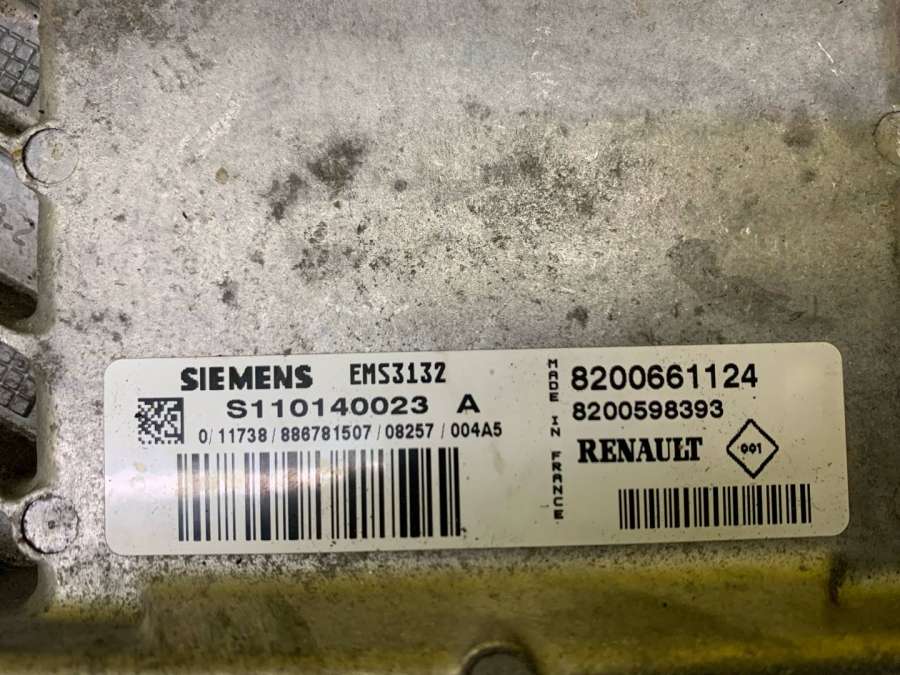 SIEMENS EMS3132
S110140023 A
0/11738/886781507/08257/004A5
MADE IN FRANCE
8200661124
8200598393
RENAULT 001